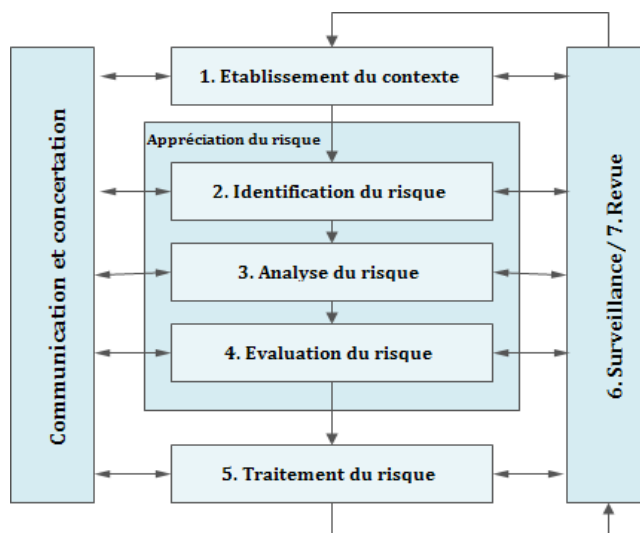 1. Etablissement du contexte
Appréciation du risque
2. Identification du risque
3. Analyse du risque
4. Evaluation du risque
5. Traitement du risque
Communication et concertation
6. Surveillance/ 7. Revue